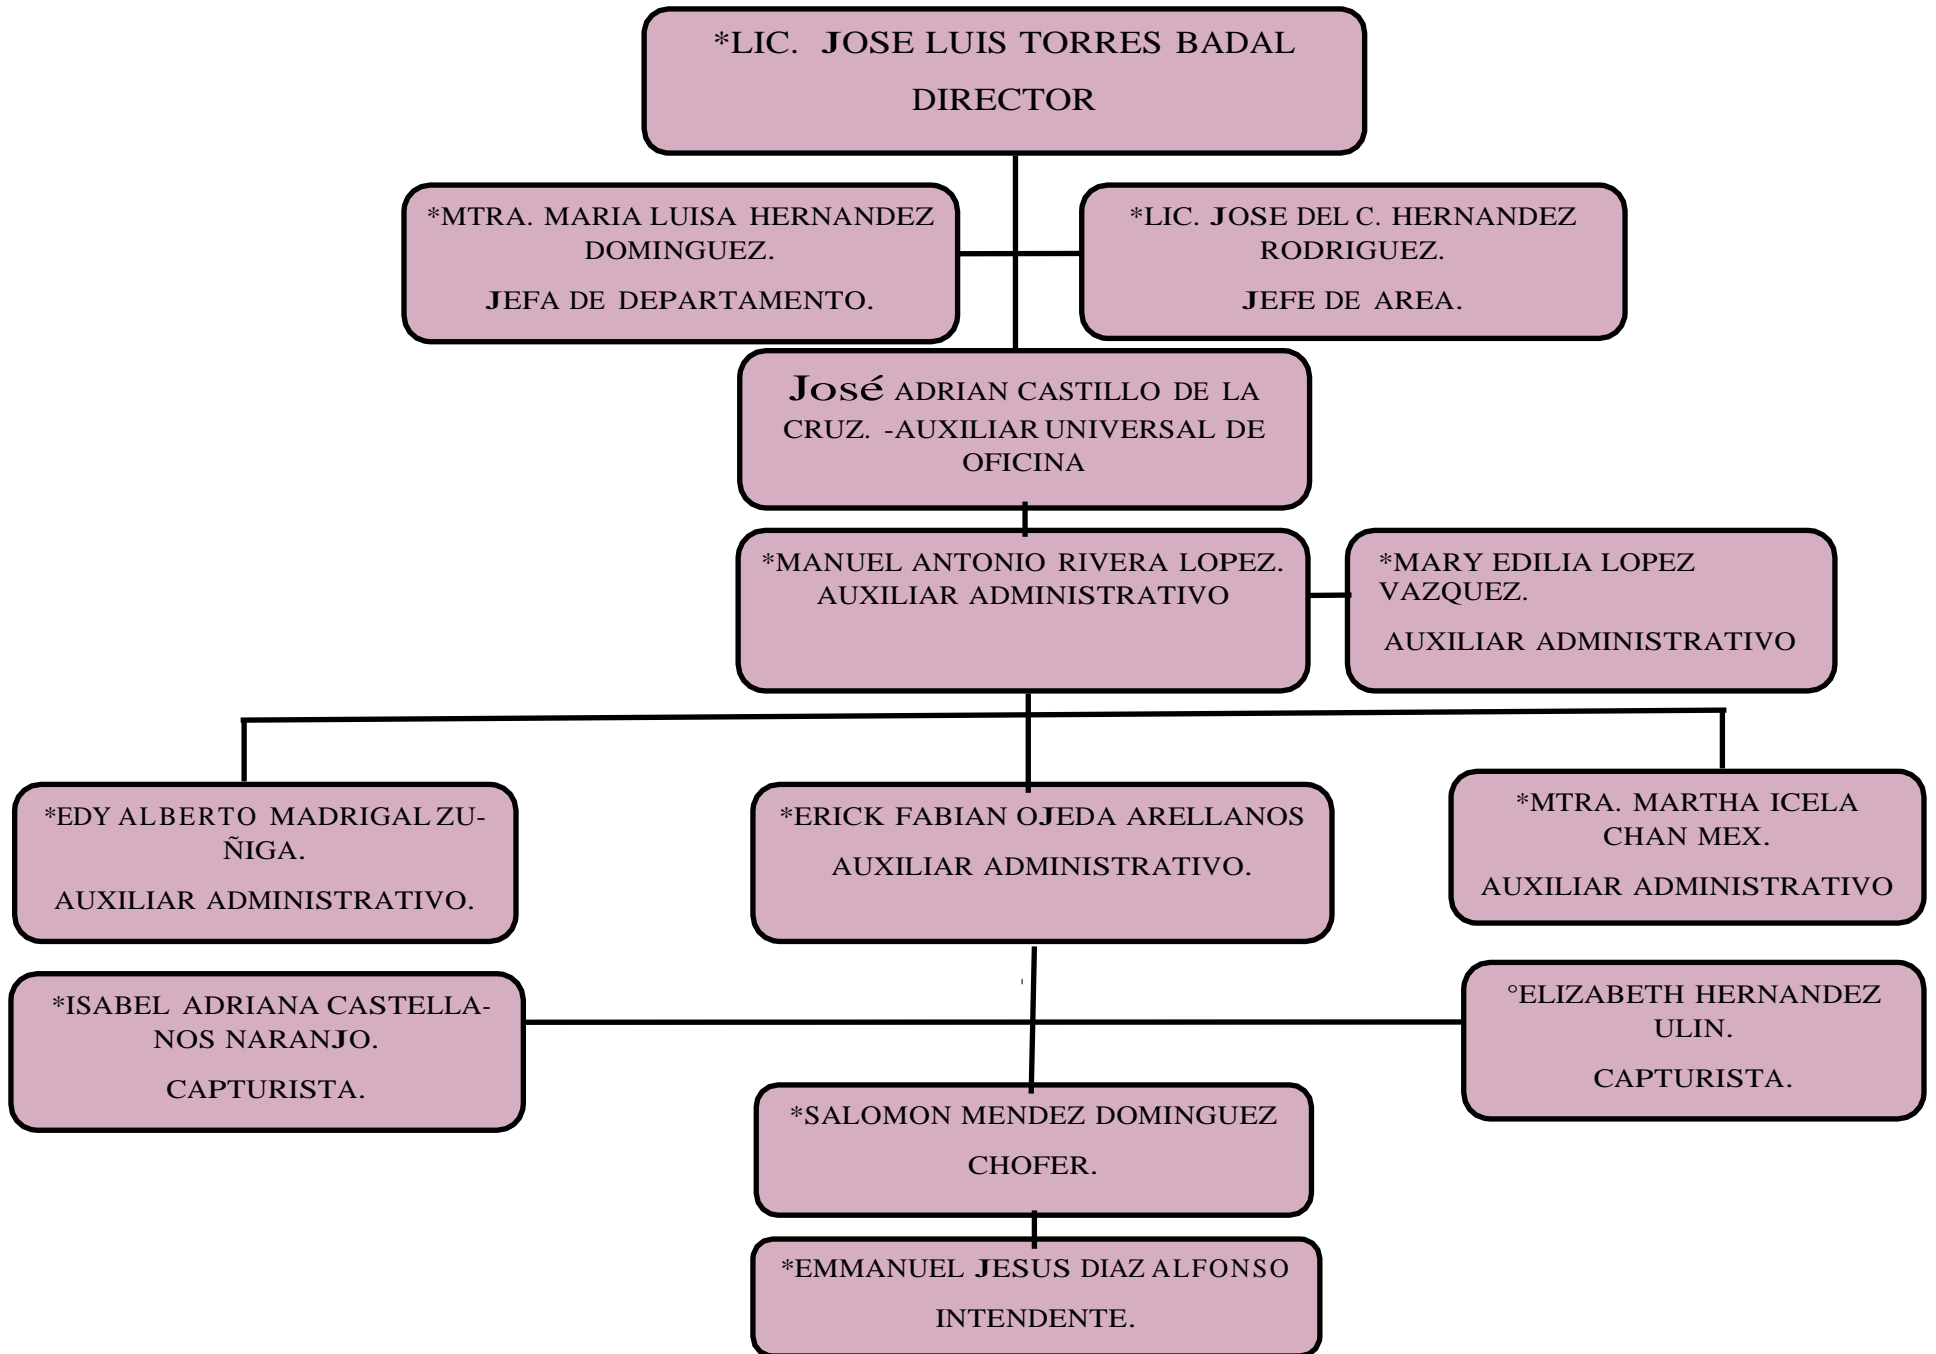 *LIC. JOSE LUIS TORRES BADAL
DIRECTOR
*MTRA. MARIA LUISA HERNANDEZ
DOMINGUEZ.
JEFA DE DEPARTAMENTO.
*LIC. JOSE DEL C. HERNANDEZ
RODRIGUEZ.
JEFE DE AREA.
José ADRIAN CASTILLO DE LA
CRUZ. -AUXILIAR UNIVERSAL DE
OFICINA
*MANUEL ANTONIO RIVERA LOPEZ.
AUXILIAR ADMINISTRATIVO
*MARY EDILIA LOPEZ
VAZQUEZ.
AUXILIAR ADMINISTRATIVO
*EDY ALBERTO MADRIGAL ZU-
ÑIGA.
AUXILIAR ADMINISTRATIVO.
*ERICK FABIAN OJEDA ARELLANOS
AUXILIAR ADMINISTRATIVO.
*MTRA. MARTHA ICELA
CHAN MEX.
AUXILIAR ADMINISTRATIVO
*ISABEL ADRIANA CASTELLA-
NOS NARANJO.
CAPTURISTA.
°ELIZABETH HERNANDEZ
ULIN.
CAPTURISTA.
*SALOMON MENDEZ DOMINGUEZ
CHOFER.
*EMMANUEL JESUS DIAZ ALFONSO
INTENDENTE.